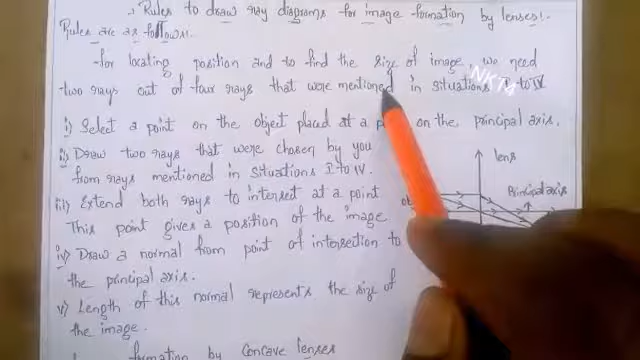 Rules to draw ray diagrams for image formation by lenses:-
Rules are as follows:
for locating position and to find the size of image, we need
two rays out of four rays that were mentioned in situations I to IV
NKTM
i) Select a point on the object placed at a on the principal axis.
ii) Draw two rays that were chosen by you
from rays mentioned in situations I to IV.
iii) Extend both rays to intersect at a point
This point gives a position of the image.
iv) Draw a normal from point of intersection to
the principal axis.
v) Length of this normal represents the size of
the image.
formation by Concave lenses
lens
Principal axis